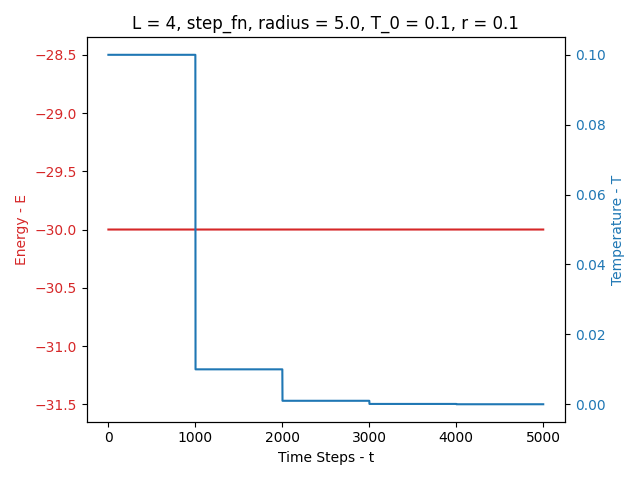 L = 4, step_fn, radius = 5.0, T_0 = 0.1, r = 0.1
−28.5
−29.0
−29.5
−30.0
−30.5
−31.0
−31.5
Energy - E
0.10
0.08
0.06
0.04
0.02
0.00
Temperature - T
0 1000 2000 3000 4000 5000
Time Steps - t